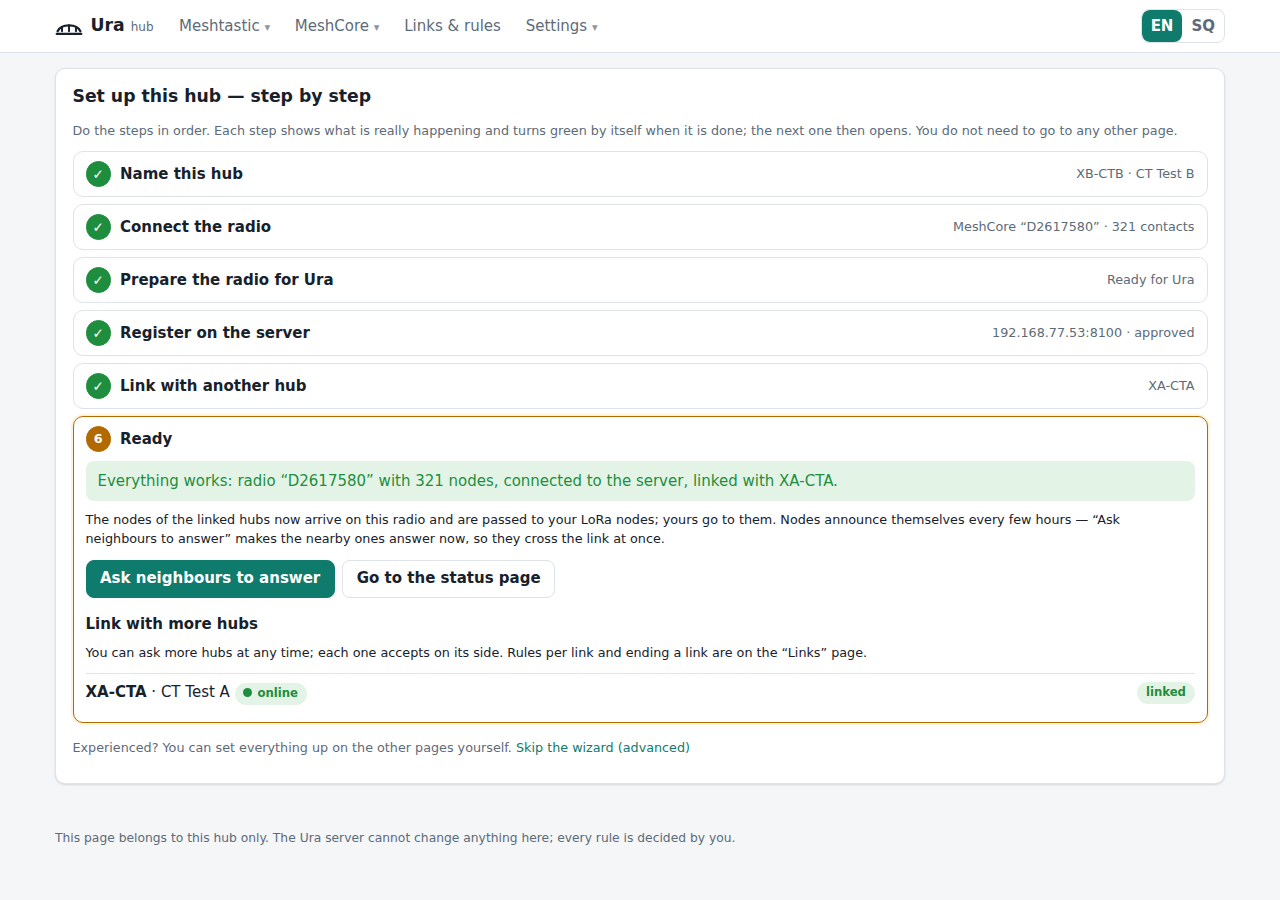 Ura hub Meshtastic ▾ MeshCore ▾ Links & rules Settings ▾ EN SQ
Set up this hub — step by step
Do the steps in order. Each step shows what is really happening and turns green by itself when it is done; the next one then opens. You do not need to go to any other page.
✓ Name this hub XB-CTB · CT Test B
✓ Connect the radio MeshCore “D2617580” · 321 contacts
✓ Prepare the radio for Ura Ready for Ura
✓ Register on the server 192.168.77.53:8100 · approved
✓ Link with another hub XA-CTA
6 Ready
Everything works: radio “D2617580” with 321 nodes, connected to the server, linked with XA-CTA.
The nodes of the linked hubs now arrive on this radio and are passed to your LoRa nodes; yours go to them. Nodes announce themselves every few hours — “Ask
neighbours to answer” makes the nearby ones answer now, so they cross the link at once.
Ask neighbours to answer Go to the status page
Link with more hubs
You can ask more hubs at any time; each one accepts on its side. Rules per link and ending a link are on the “Links” page.
XA-CTA · CT Test A online linked
Experienced? You can set everything up on the other pages yourself. Skip the wizard (advanced)
This page belongs to this hub only. The Ura server cannot change anything here; every rule is decided by you.